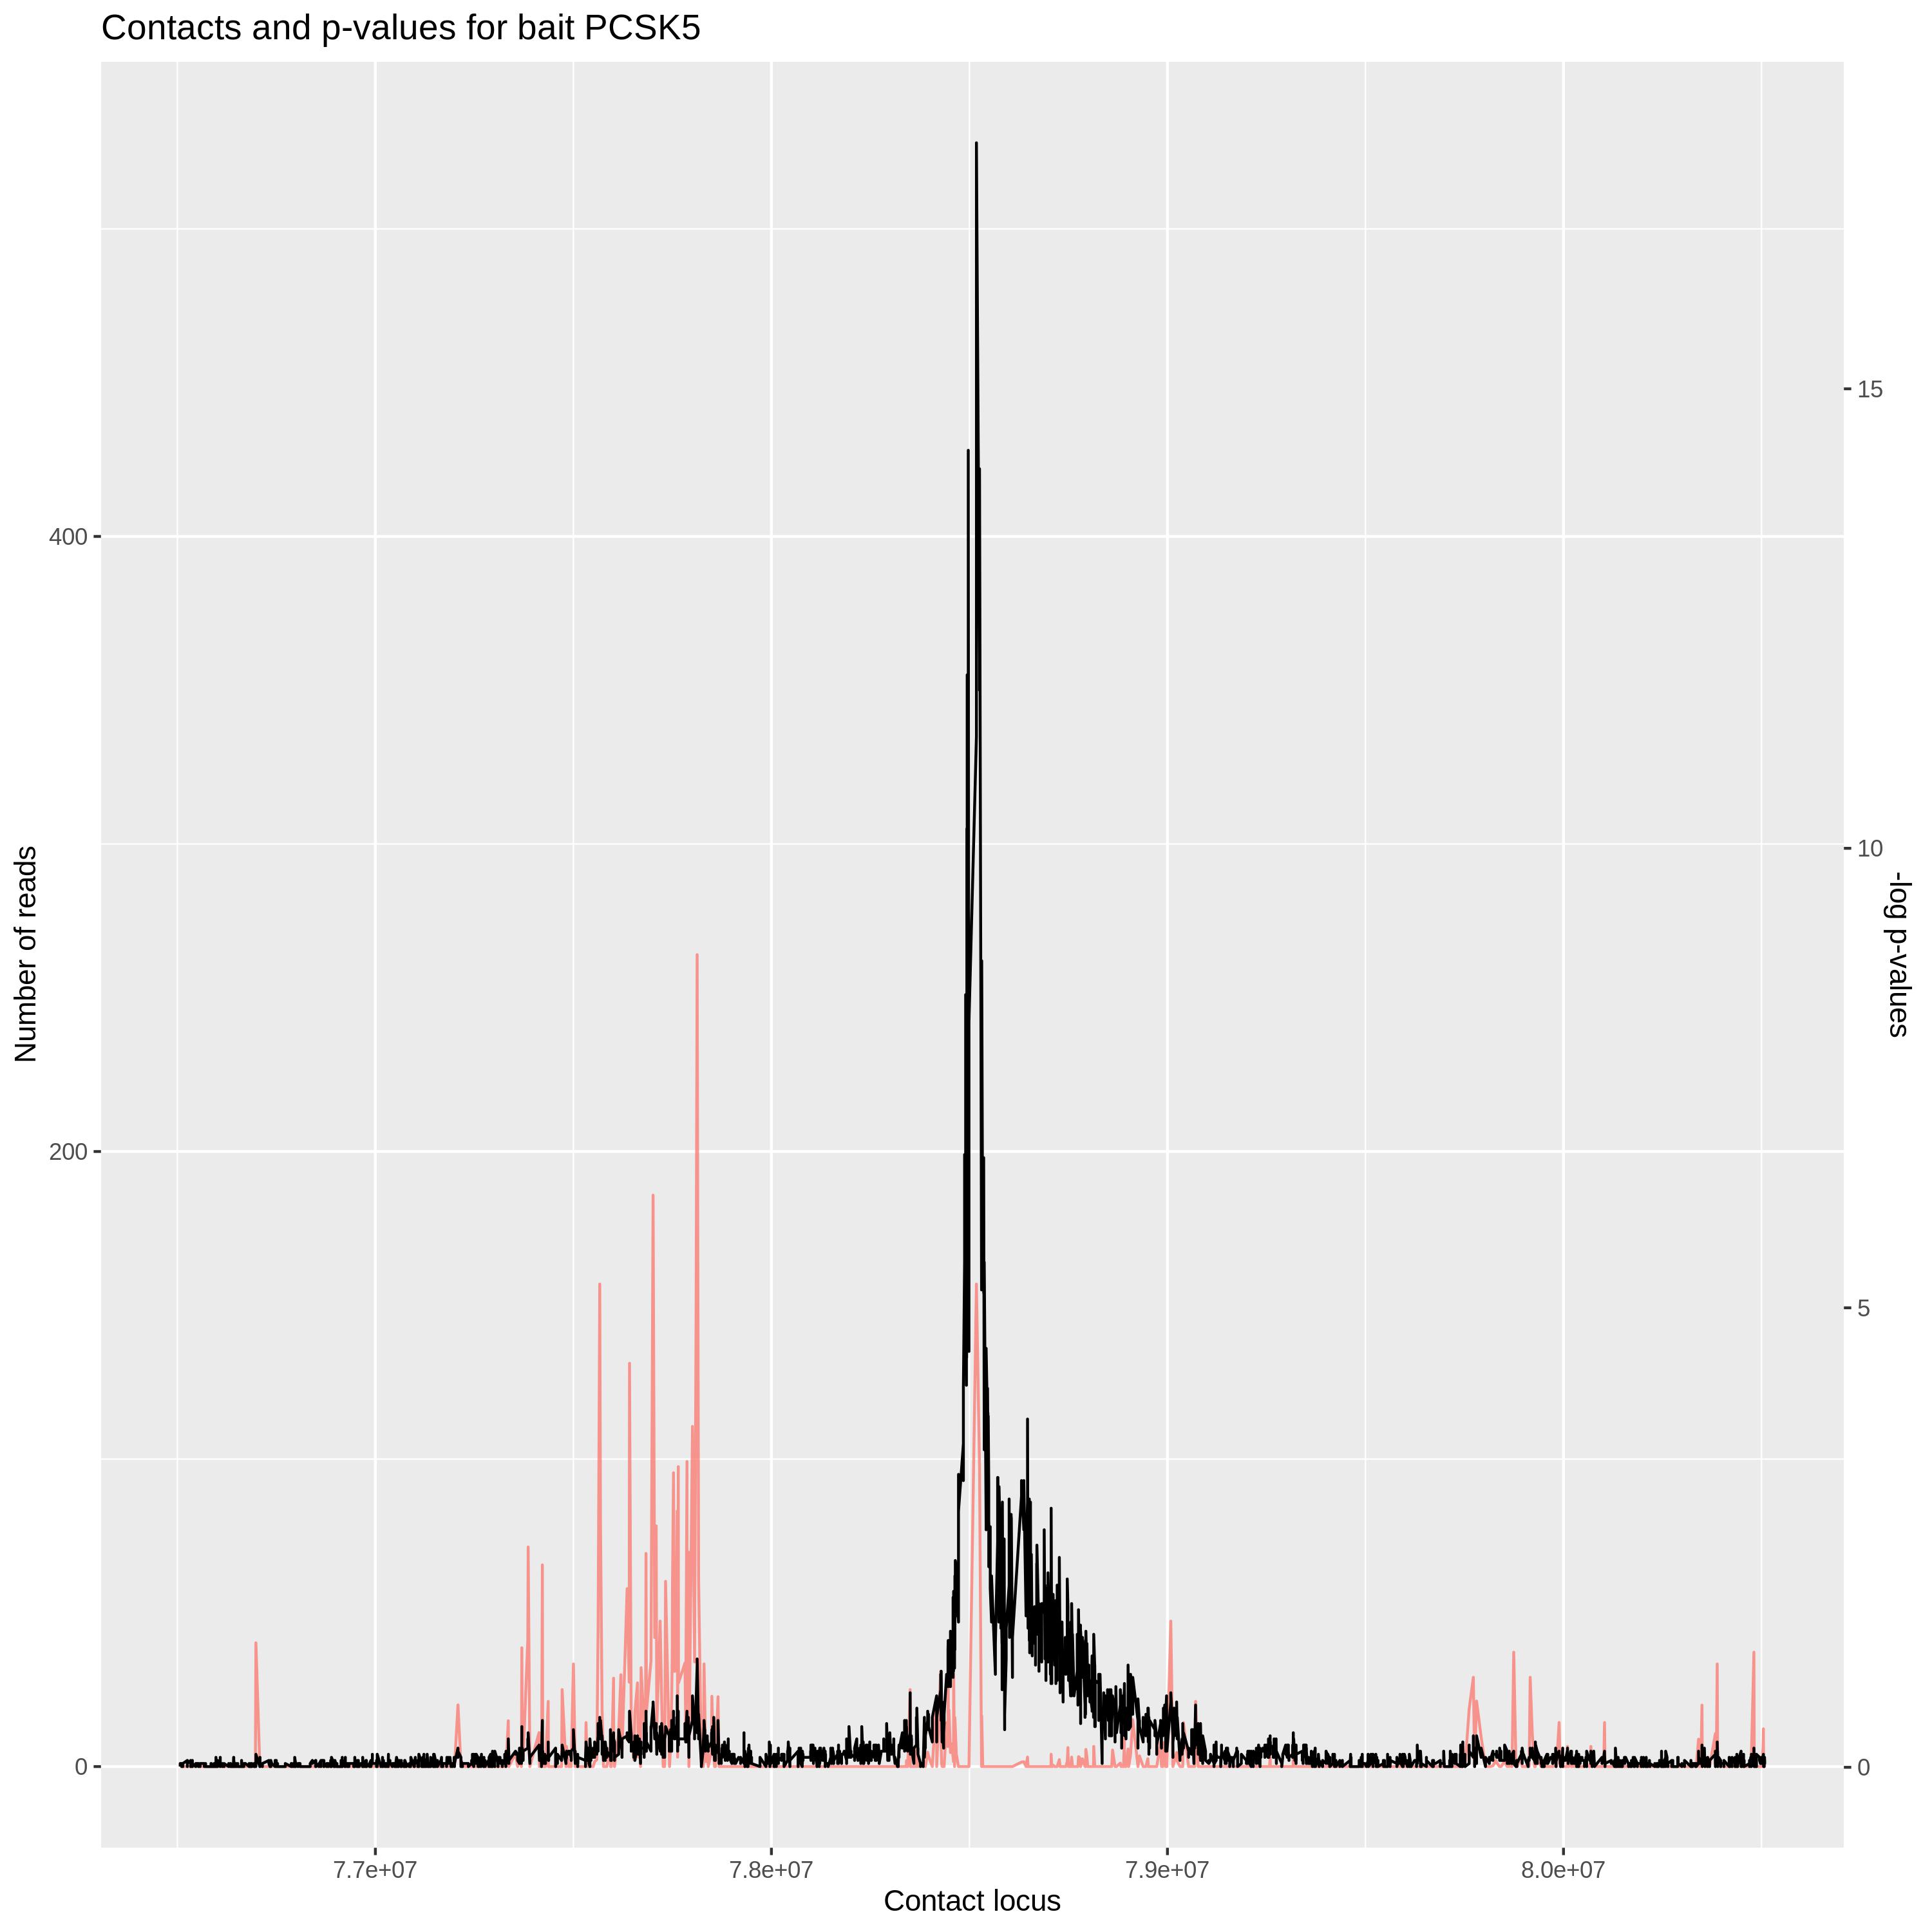 Contacts and p-values for bait PCSK5
400
200
0
Number of reads
15
10
5
0
-log p-values
7.7e+07
7.8e+07
7.9e+07
8.0e+07
Contact locus